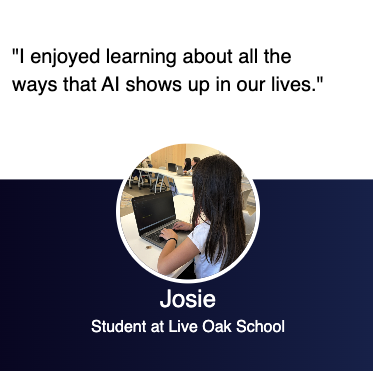 "I enjoyed learning about all the
ways that AI shows up in our lives."
Josie
Student at Live Oak School